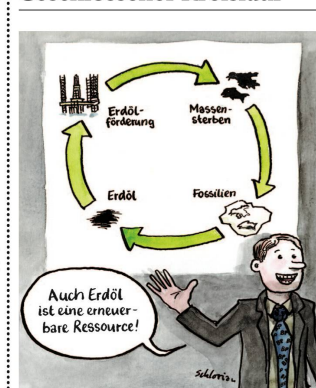 Erdöl-
förderung
Massen-
sterben
Erdöl
Fossilien
Auch Erdöl
ist eine erneuer-
bare Ressource!
Schlorian